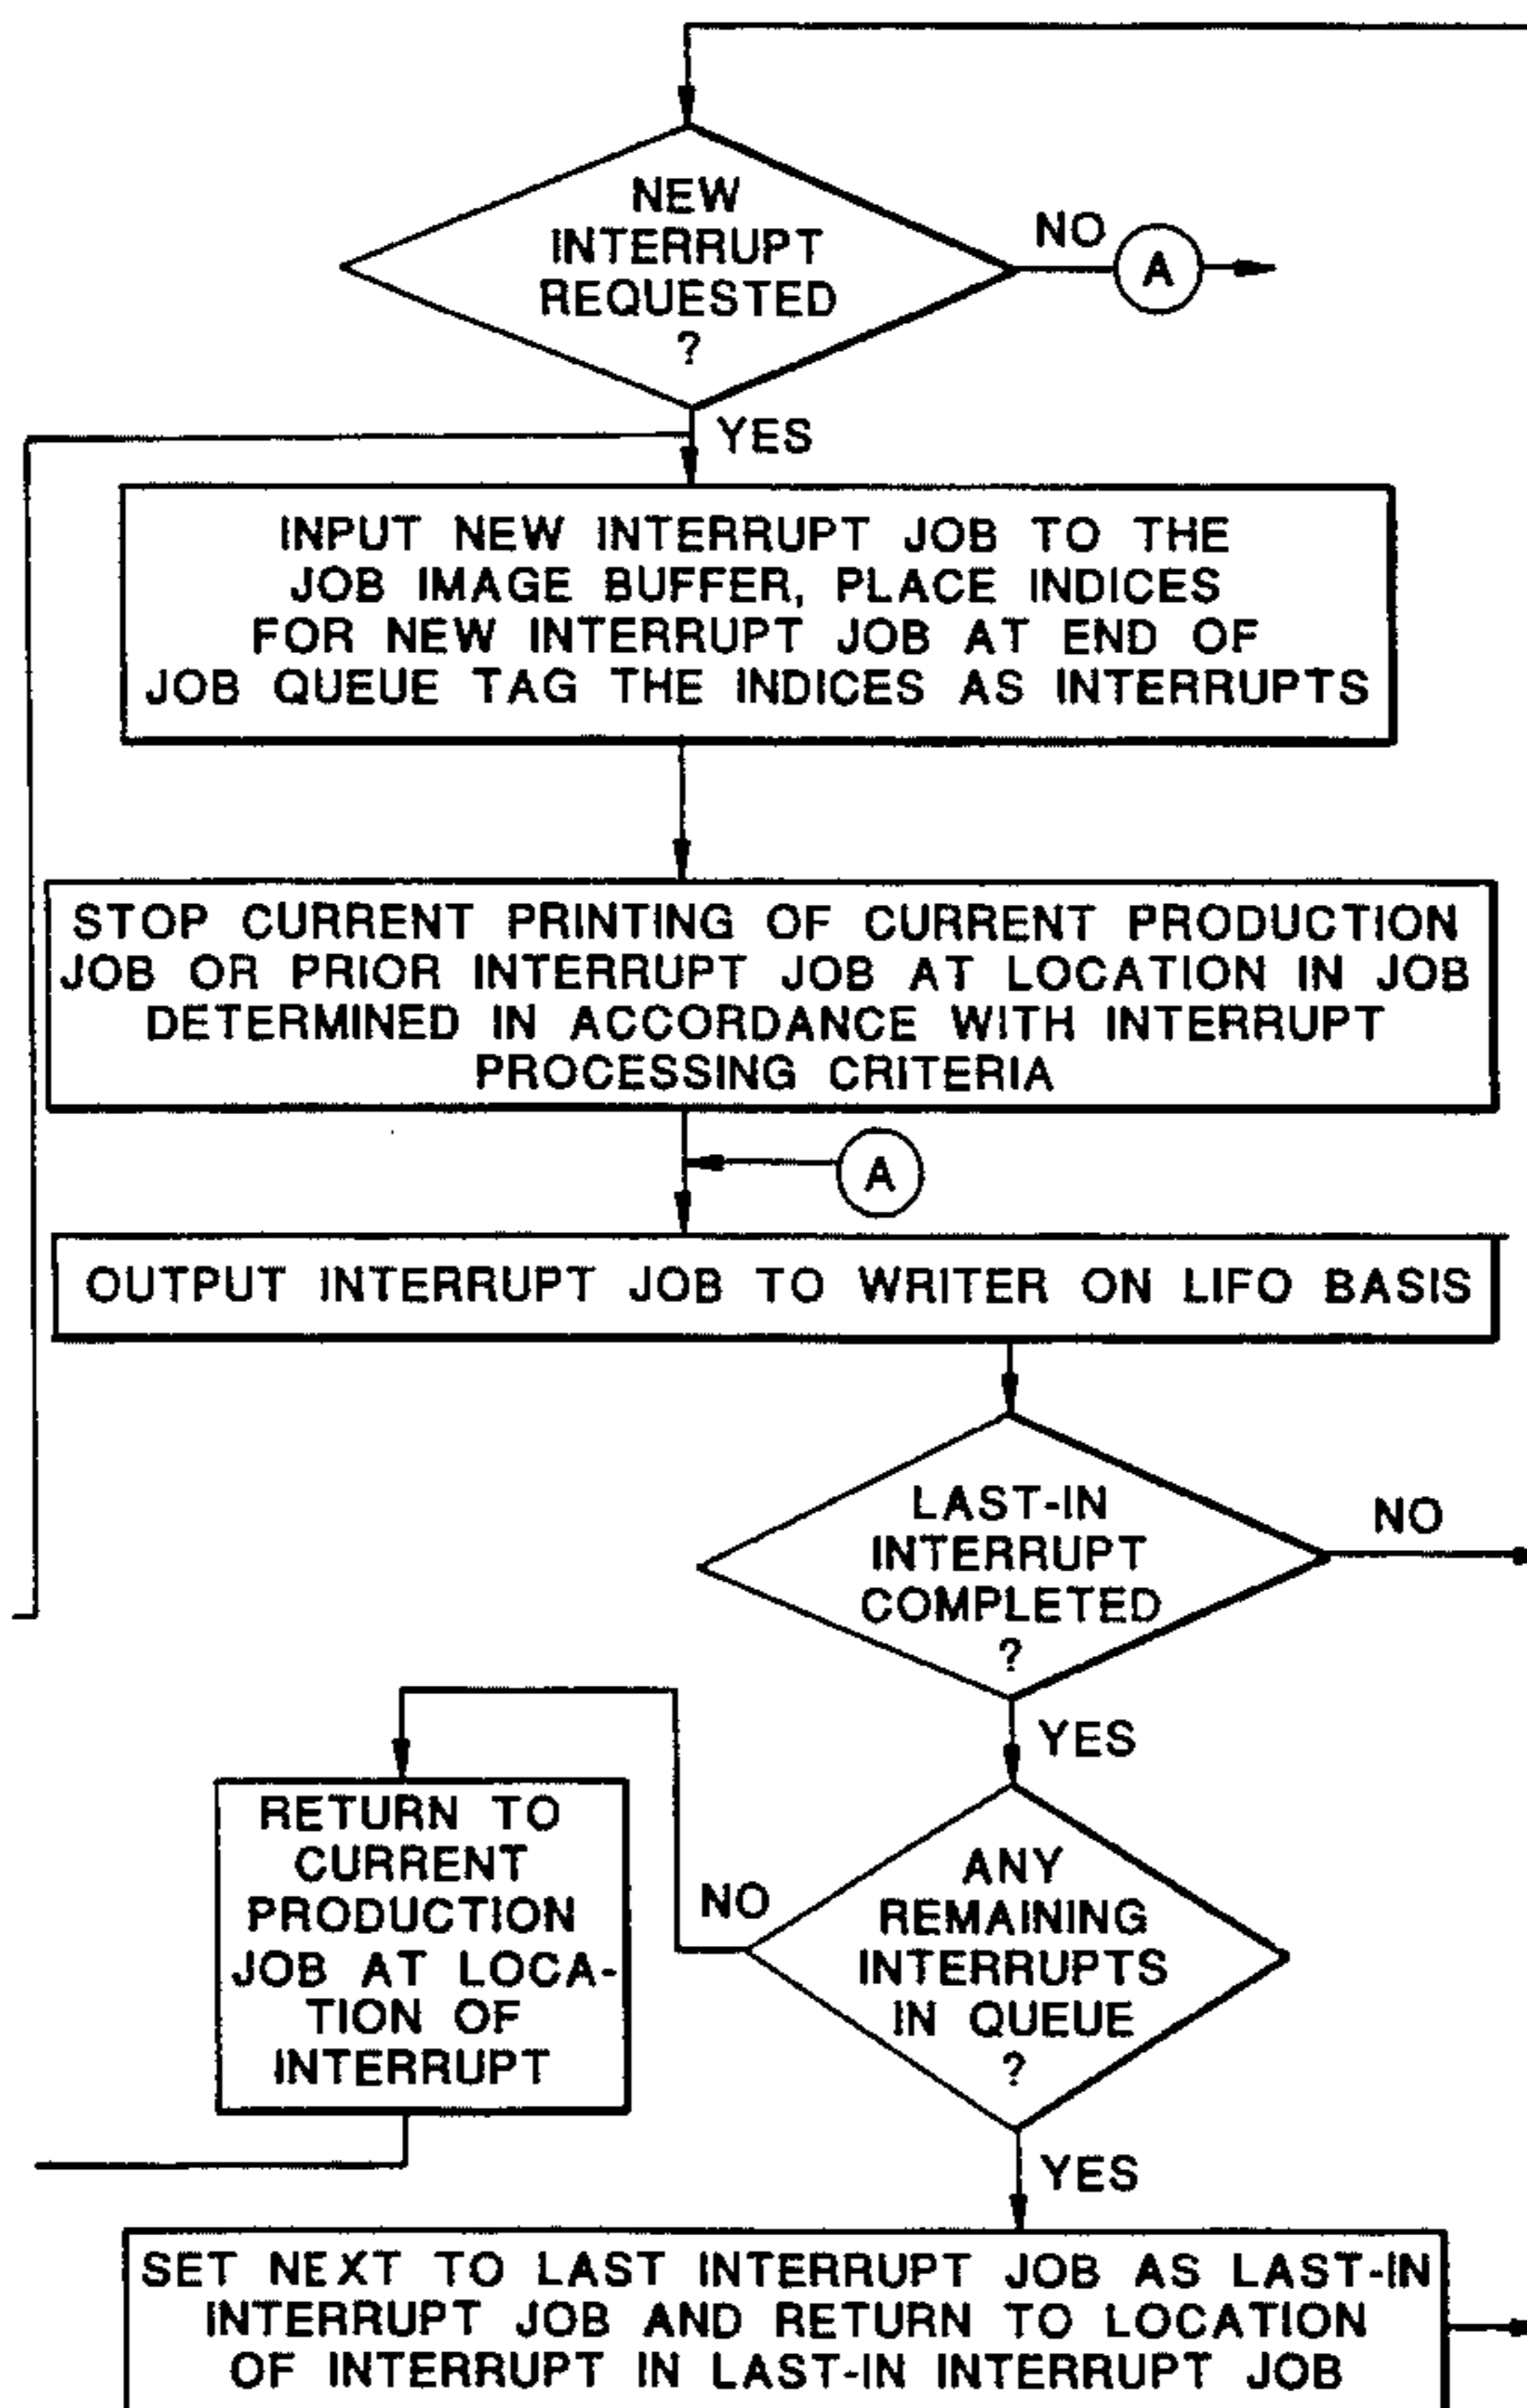 NEW
INTERRUPT
REQUESTED
?
NO
A
YES
INPUT NEW INTERRUPT JOB TO THE
JOB IMAGE BUFFER, PLACE INDICES
FOR NEW INTERRUPT JOB AT END OF
JOB QUEUE TAG THE INDICES AS INTERRUPTS
STOP CURRENT PRINTING OF CURRENT PRODUCTION
JOB OR PRIOR INTERRUPT JOB AT LOCATION IN JOB
DETERMINED IN ACCORDANCE WITH INTERRUPT
PROCESSING CRITERIA
A
OUTPUT INTERRUPT JOB TO WRITER ON LIFO BASIS
LAST-IN
INTERRUPT
COMPLETED
?
NO
YES
RETURN TO
CURRENT
PRODUCTION
JOB AT LOCA-
TION OF
INTERRUPT
NO
ANY
REMAINING
INTERRUPTS
IN QUEUE
?
YES
SET NEXT TO LAST INTERRUPT JOB AS LAST-IN
INTERRUPT JOB AND RETURN TO LOCATION
OF INTERRUPT IN LAST-IN INTERRUPT JOB